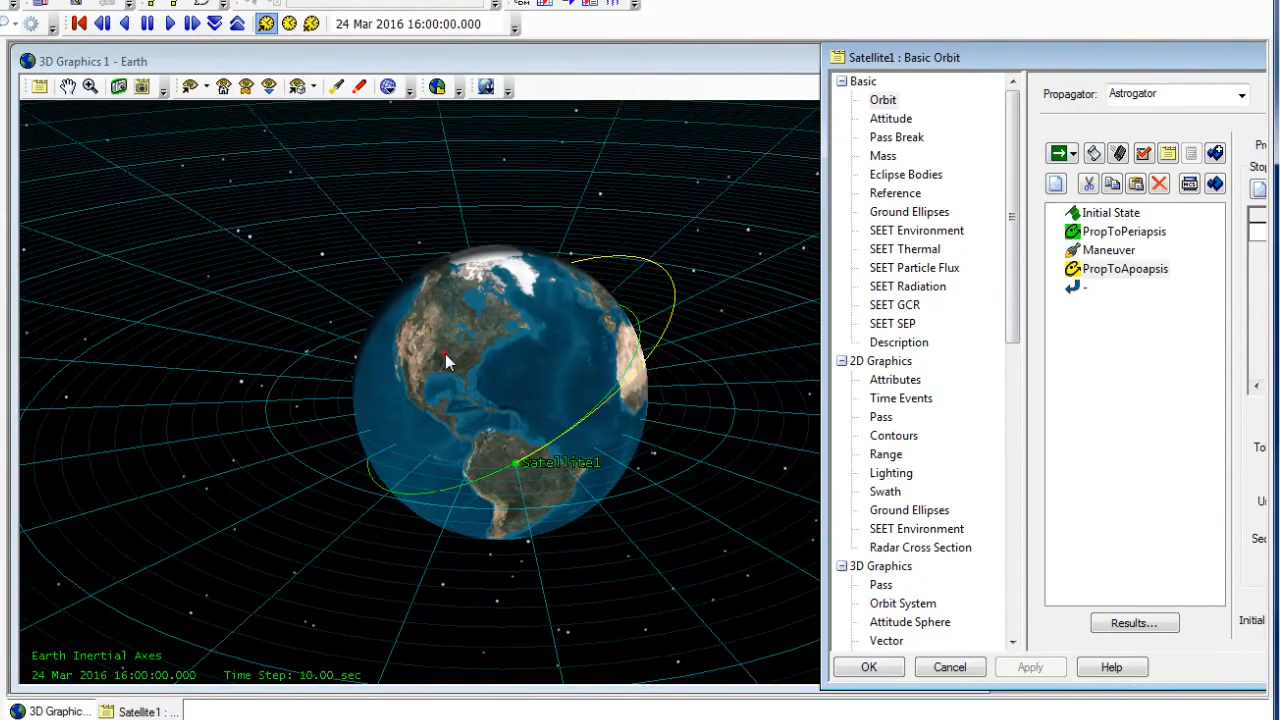 24 Mar 2016 16:00:00.000
3D Graphics 1 - Earth
Satellite1
Earth Inertial Axes
24 Mar 2016 16:00:00.000 Time Step: 10.00 sec
Satellite1 : Basic Orbit
Basic
Orbit
Attitude
Pass Break
Mass
Eclipse Bodies
Reference
Ground Ellipses
SEET Environment
SEET Thermal
SEET Particle Flux
SEET Radiation
SEET GCR
SEET SEP
Description
2D Graphics
Attributes
Time Events
Pass
Contours
Range
Lighting
Swath
Ground Ellipses
SEET Environment
Radar Cross Section
3D Graphics
Pass
Orbit System
Attitude Sphere
Vector
Propagator: Astrogator
Initial State
PropToPeriapsis
Maneuver
PropToApoapsis
-
Results...
Pr
Stop
To
U
Sec
Initial
OK Cancel Apply Help
3D Graphic... Satellite1 : ...